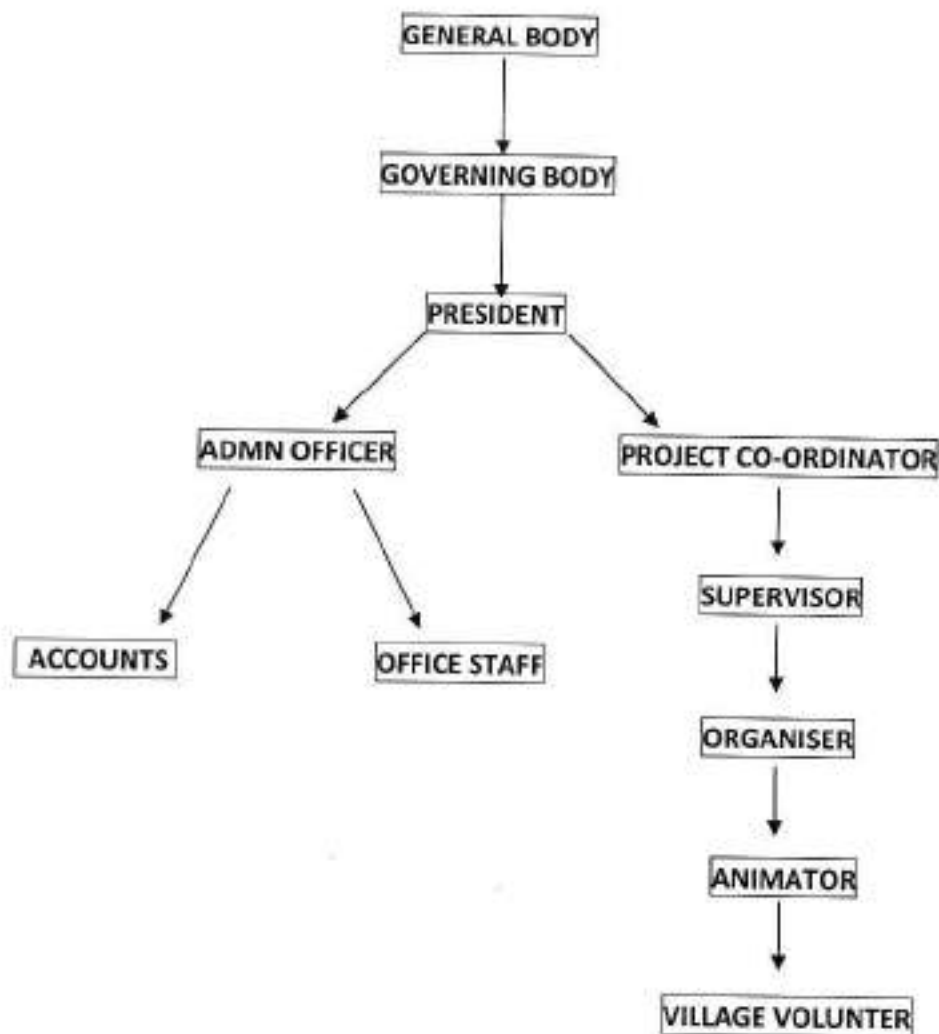 GENERAL BODY
GOVERNING BODY
PRESIDENT
ADMN OFFICER
PROJECT CO-ORDINATOR
SUPERVISOR
ACCOUNTS
OFFICE STAFF
ORGANISER
ANIMATOR
VILLAGE VOLUNTER